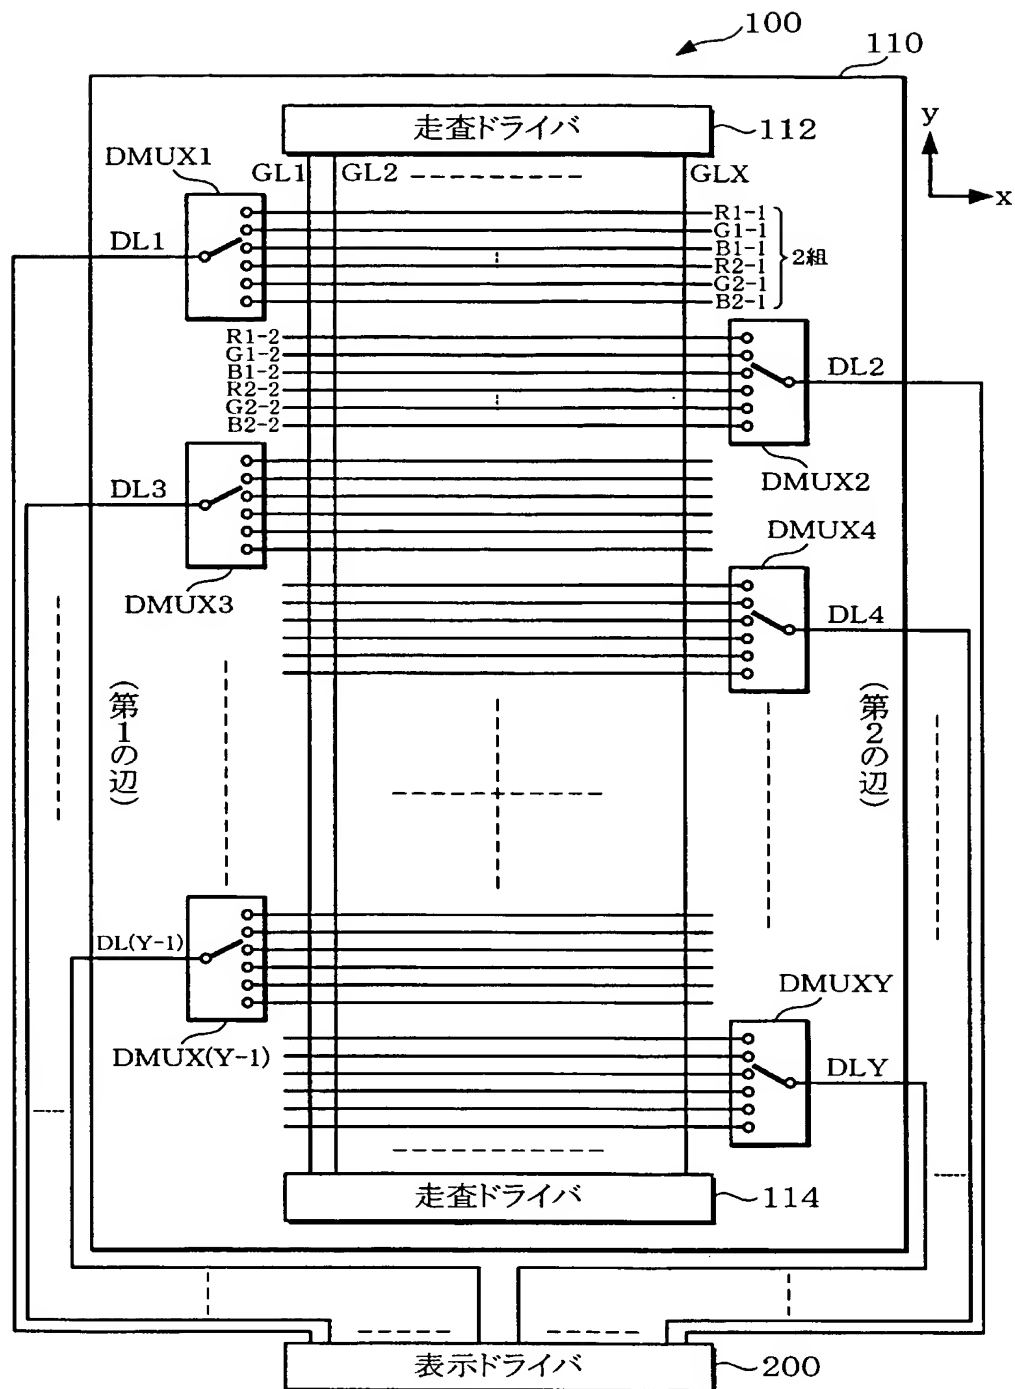 100
110
走査ドライバ
112
y
x
DMUX1
GL1
GL2
GLX
DL1
R1-1
G1-1
B1-1
R2-1
G2-1
B2-1
2組
R1-2
G1-2
B1-2
R2-2
G2-2
B2-2
DL2
DMUX2
DL3
DMUX3
DMUX4
DL4
(第1の辺)
(第2の辺)
DL(Y-1)
DMUX(Y-1)
DMUXY
DLY
走査ドライバ
114
表示ドライバ
200